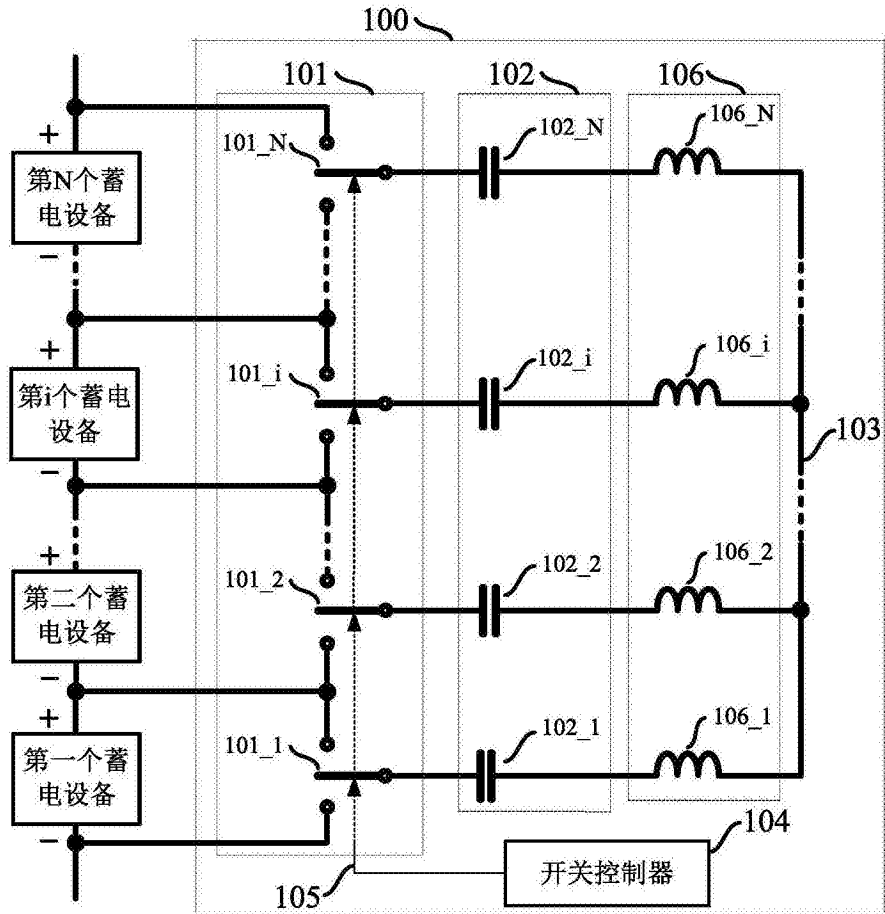 100
101
102
106
+
第N个蓄
电设备
−
101_N
102_N
106_N
+
第i个蓄电
设备
−
101_i
102_i
106_i
103
+
第二个蓄
电设备
−
101_2
102_2
106_2
+
第一个蓄
电设备
−
101_1
102_1
106_1
104
105
开关控制器